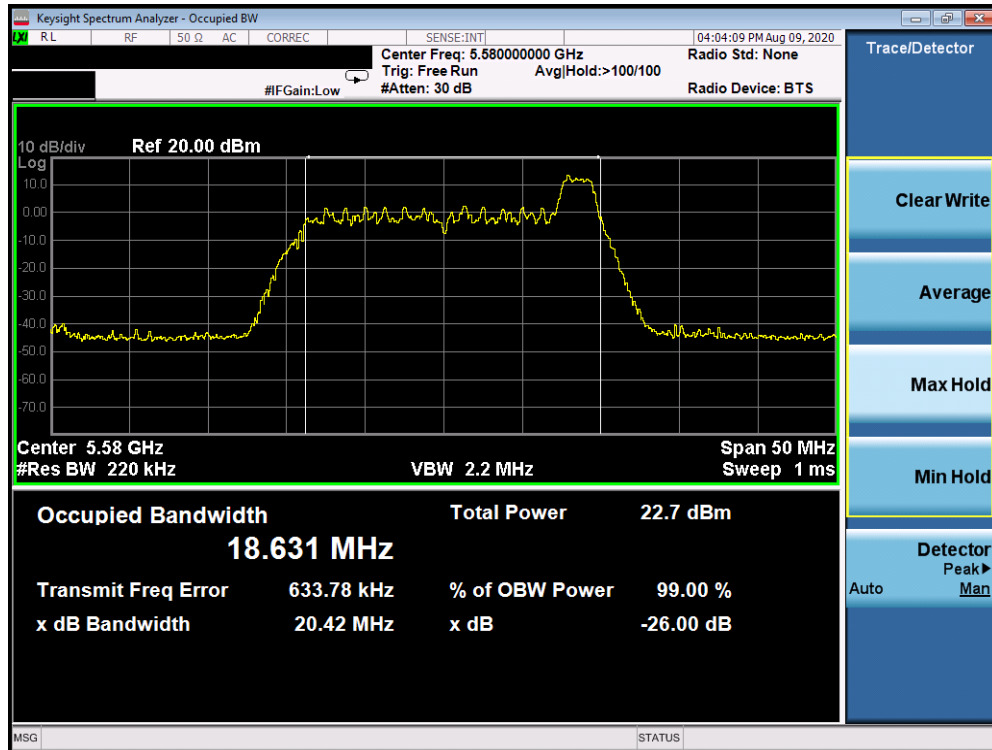 Keysight Spectrum Analyzer - Occupied BW
LXI RL RF 50 Ω AC CORREC SENSE:INT 04:04:09 PM Aug 09, 2020
Center Freq: 5.580000000 GHz Radio Std: None
Trig: Free Run Avg|Hold:>100/100
#IFGain:Low #Atten: 30 dB Radio Device: BTS
10 dB/div Ref 20.00 dBm
Log
10.0
0.00
-10.0
-20.0
-30.0
-40.0
-50.0
-60.0
-70.0
Center 5.58 GHz Span 50 MHz
#Res BW 220 kHz VBW 2.2 MHz Sweep 1 ms
Occupied Bandwidth Total Power 22.7 dBm
18.631 MHz
Transmit Freq Error 633.78 kHz % of OBW Power 99.00 %
x dB Bandwidth 20.42 MHz x dB -26.00 dB
MSG STATUS
Trace/Detector
Clear Write
Average
Max Hold
Min Hold
Detector
Peak▶
Auto Man